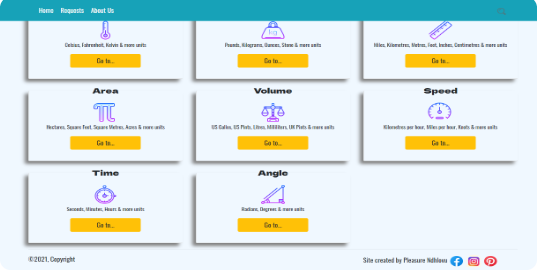 Home Requests About Us
Celsius, Fahrenheit, Kelvin & more units
Pounds, Kilograms, Ounces, Stone & more units
Miles, Kilometres, Metres, Feet, Inches, Centimetres & more units
kg
Go to...
Go to...
Go to...
Area
Volume
Speed
Hectares, Square Feet, Square Metres, Acres & more units
US Gallon, US Pints, Litres, Milliliters, UK Pints & more units
Kilometres per hour, Miles per hour, Knots & more units
Go to...
Go to...
Go to...
Time
Angle
Seconds, Minutes, Hours & more units
Radians, Degrees & more units
Go to...
Go to...
©2021, Copyright
Site created by Pleasure Ndhlovu